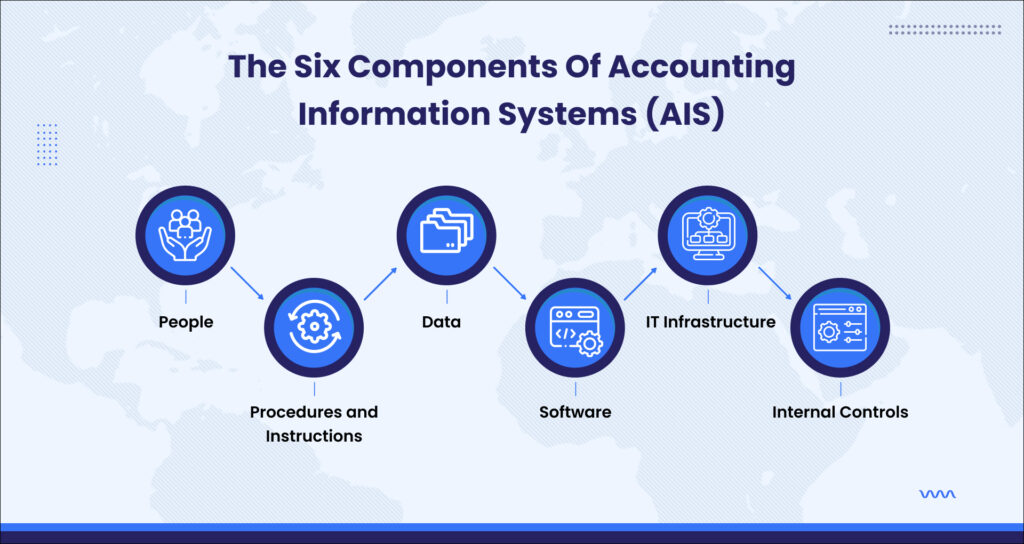 The Six Components Of Accounting
Information Systems (AIS)
People
Procedures and
Instructions
Data
Software
IT Infrastructure
Internal Controls